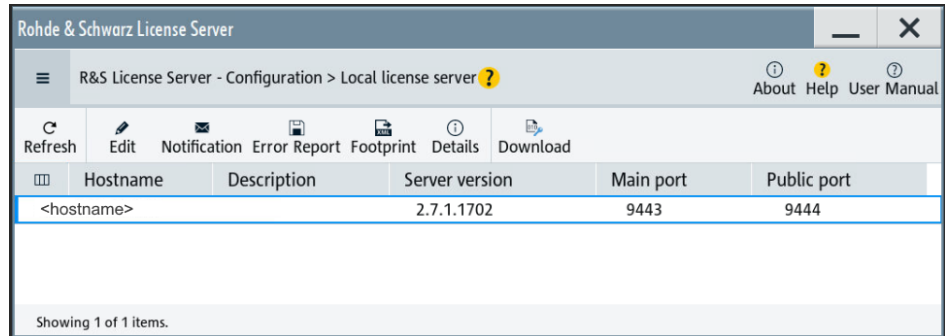 Rohde & Schwarz License Server
R&S License Server - Configuration > Local license server ?
About Help User Manual
Refresh Edit Notification Error Report Footprint Details Download
Hostname Description Server version Main port Public port
<hostname> 2.7.1.1702 9443 9444
Showing 1 of 1 items.